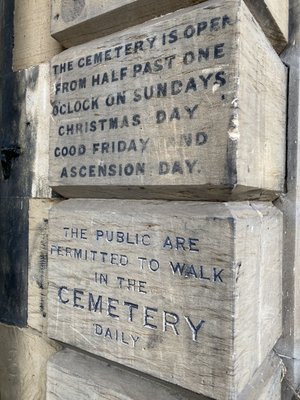 THE CEMETERY IS OPEN
FROM HALF PAST ONE
OCLOCK ON SUNDAYS
CHRISTMAS DAY
GOOD FRIDAY AND
ASCENSION DAY.
THE PUBLIC ARE
PERMITTED TO WALK
IN THE
CEMETERY
DAILY.